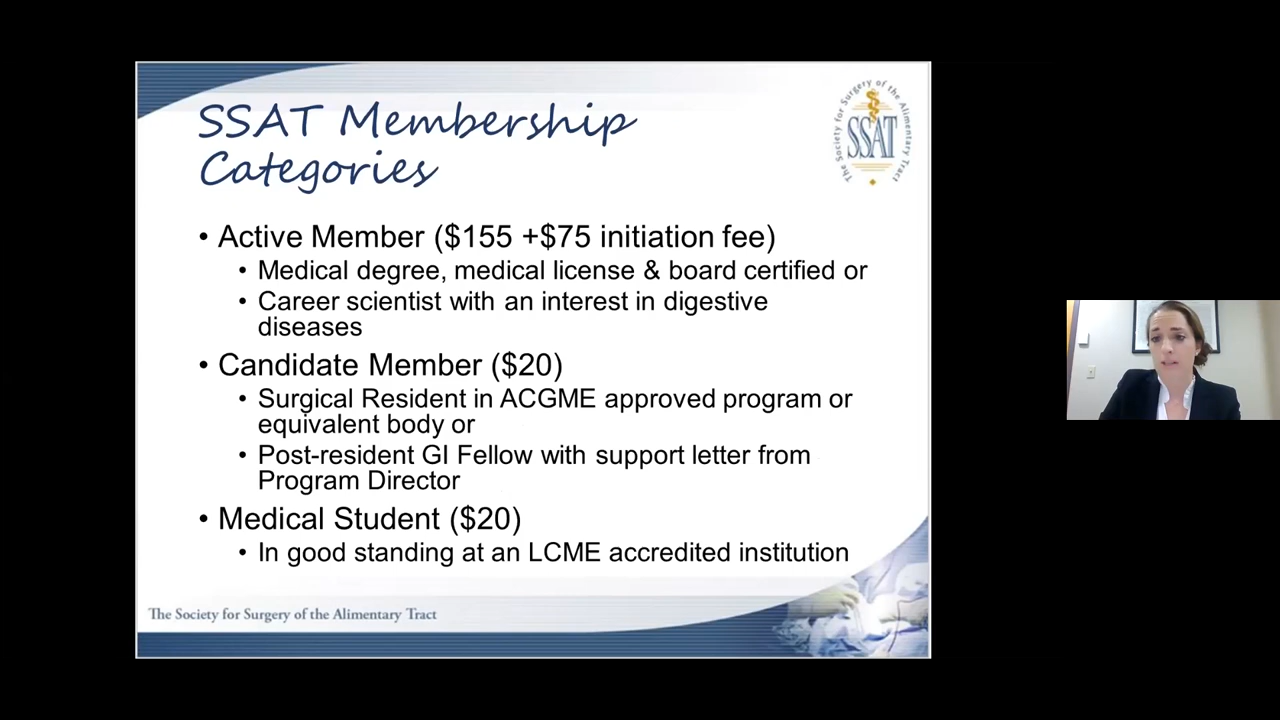 SSAT Membership
Categories
The Society for Surgery of the Alimentary Tract
SSAT
• Active Member ($155 +$75 initiation fee)
• Medical degree, medical license & board certified or
• Career scientist with an interest in digestive
diseases
• Candidate Member ($20)
• Surgical Resident in ACGME approved program or
equivalent body or
• Post-resident GI Fellow with support letter from
Program Director
• Medical Student ($20)
• In good standing at an LCME accredited institution
The Society for Surgery of the Alimentary Tract